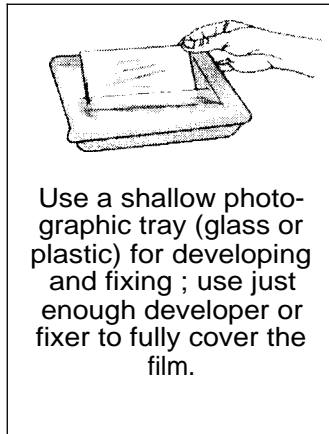 Use a shallow photo-
graphic tray (glass or
plastic) for developing
and fixing ; use just
enough developer or
fixer to fully cover the
film.